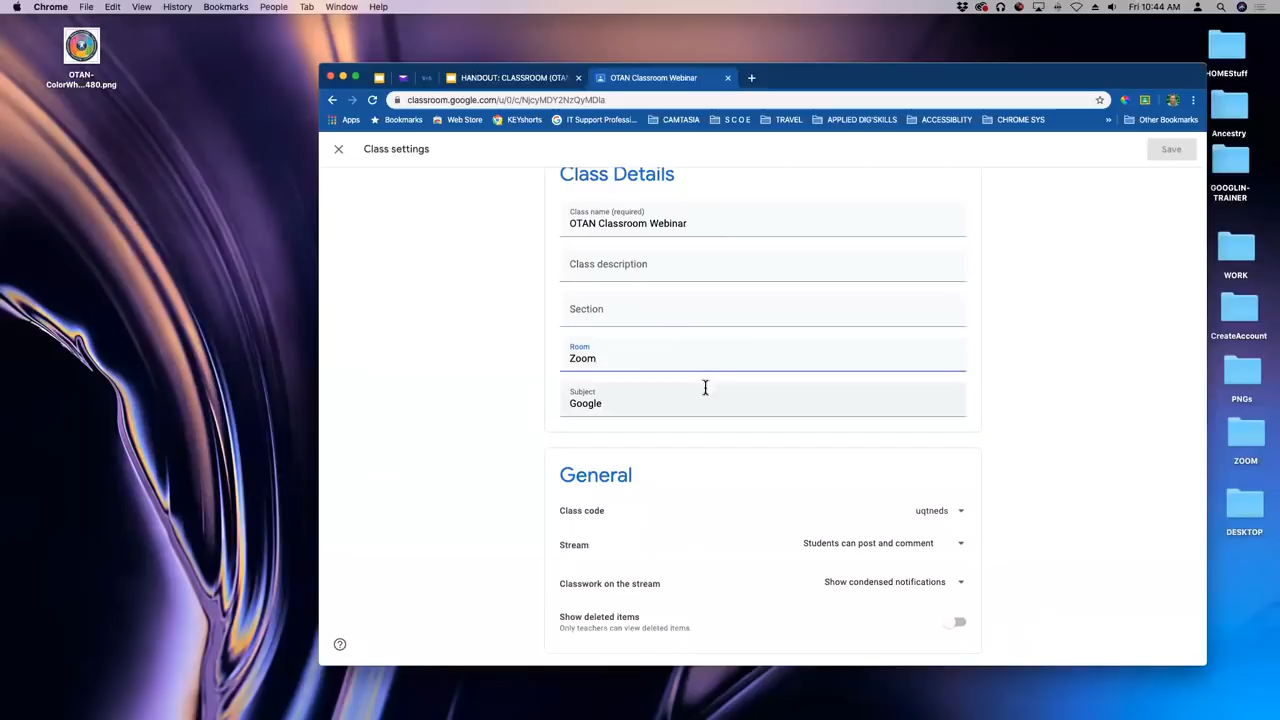 Chrome File Edit View History Bookmarks People Tab Window Help
Fri 10:44 AM
OTAN-
ColorWh...480.png
HANDOUT: CLASSROOM (OTA
OTAN Classroom Webinar
classroom.google.com/u/0/c/NjcyMDY2NzQyMDla
Apps Bookmarks Web Store KEYshorts IT Support Professi... CAMTASIA S C O E TRAVEL APPLIED DIG'SKILLS ACCESSIBLITY CHROME SYS » Other Bookmarks
Class settings
Save
Class Details
Class name (required)
OTAN Classroom Webinar
Class description
Section
Room
Zoom
Subject
Google
General
Class code uqtneds
Stream Students can post and comment
Classwork on the stream Show condensed notifications
Show deleted items
Only teachers can view deleted items.
HOMEStuff
Ancestry
GOOGLIN-
TRAINER
WORK
CreateAccount
PNGs
ZOOM
DESKTOP